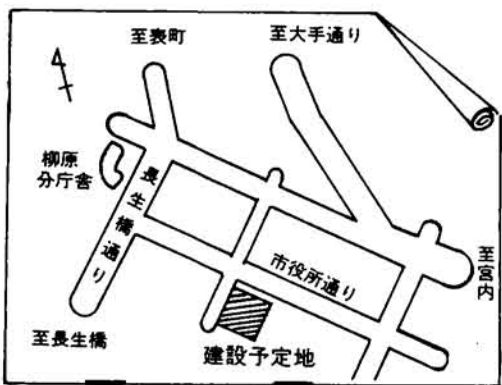 至表町
至大手通り
柳原
分庁舎
長生橋通り
市役所通り
至宮内
至長生橋
建設予定地